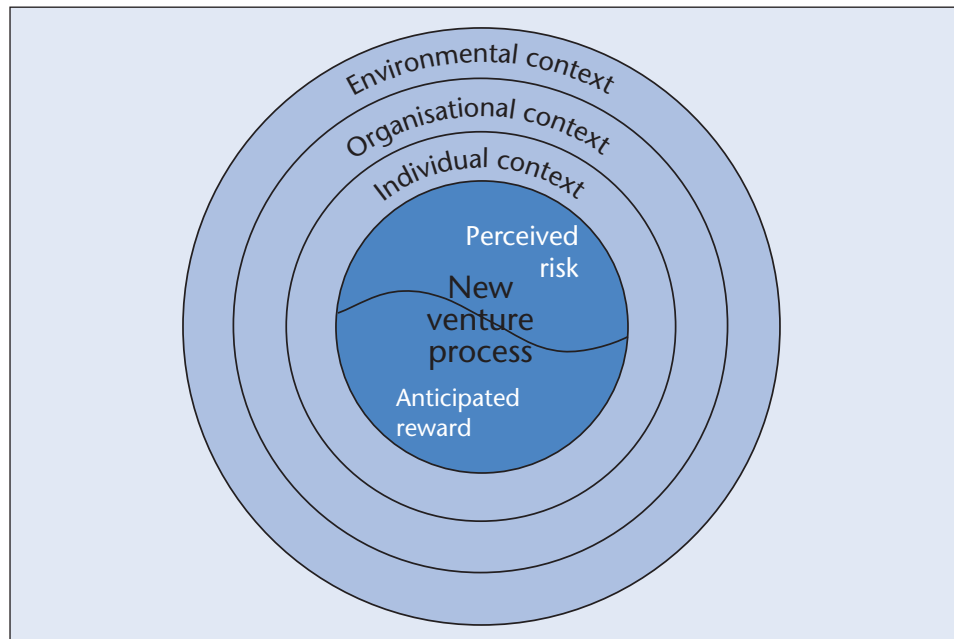 Environmental context
Organisational context
Individual context
Perceived
risk
New
venture
process
Anticipated
reward